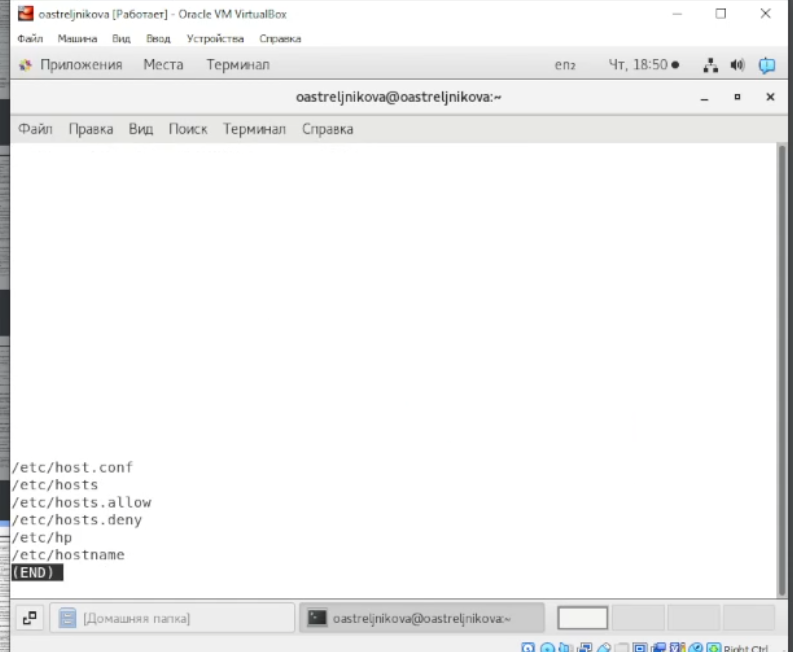 oastreljnikova [Работает] - Oracle VM VirtualBox
Файл Машина Вид Ввод Устройства Справка
Приложения Места Терминал en₂ Чт, 18:50
oastreljnikova@oastreljnikova:~
Файл Правка Вид Поиск Терминал Справка
/etc/host.conf
/etc/hosts
/etc/hosts.allow
/etc/hosts.deny
/etc/hp
/etc/hostname
(END)
[Домашняя папка] oastreljnikova@oastreljnikova:~
Right Ctrl